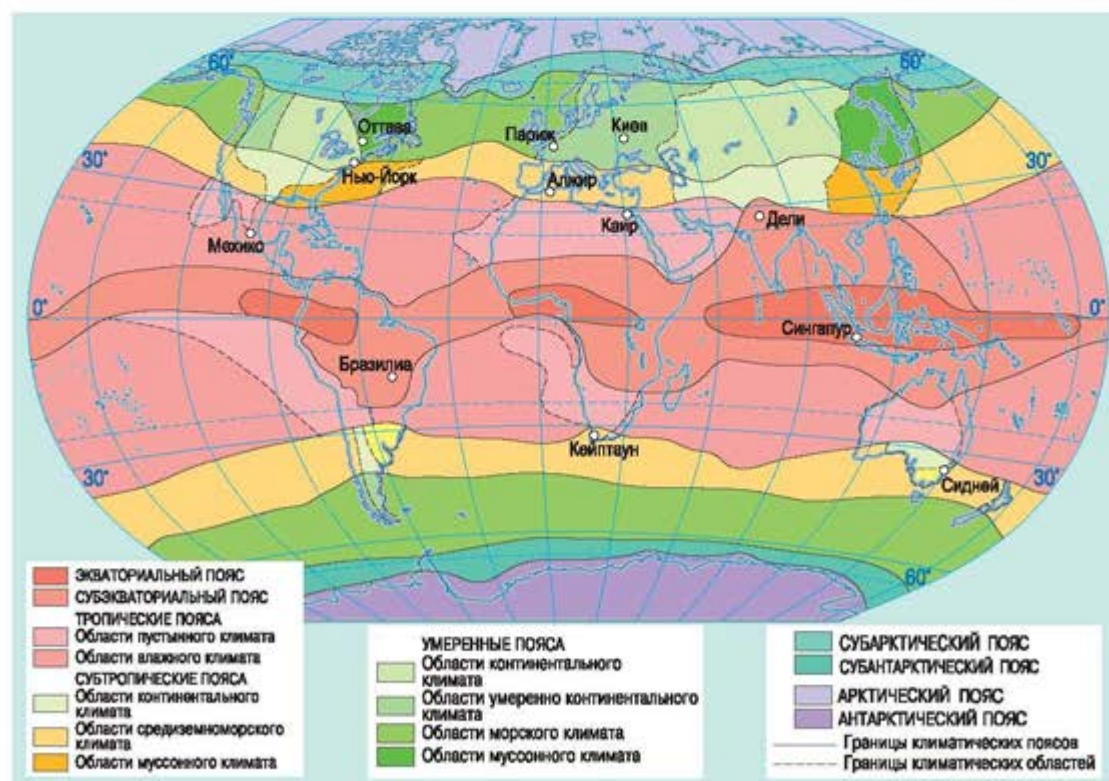 60°
60°
Оттава
Париж
Киев
30°
Нью-Йорк
Алжир
30°
Каир
Дели
Мехико
0°
0°
Сингапур
Бразилиа
Кейптаун
30°
30°
Сидней
60°
ЭКВАТОРИАЛЬНЫЙ ПОЯС
СУБЭКВАТОРИАЛЬНЫЙ ПОЯС
ТРОПИЧЕСКИЕ ПОЯСА
Области пустынного климата
Области влажного климата
СУБТРОПИЧЕСКИЕ ПОЯСА
Области континентального
климата
Области средиземноморского
климата
Области муссонного климата
УМЕРЕННЫЕ ПОЯСА
Области континентального
климата
Области умеренно континентального
климата
Области морского климата
Области муссонного климата
СУБАРКТИЧЕСКИЙ ПОЯС
СУБАНТАРКТИЧЕСКИЙ ПОЯС
АРКТИЧЕСКИЙ ПОЯС
АНТАРКТИЧЕСКИЙ ПОЯС
Границы климатических поясов
Границы климатических областей